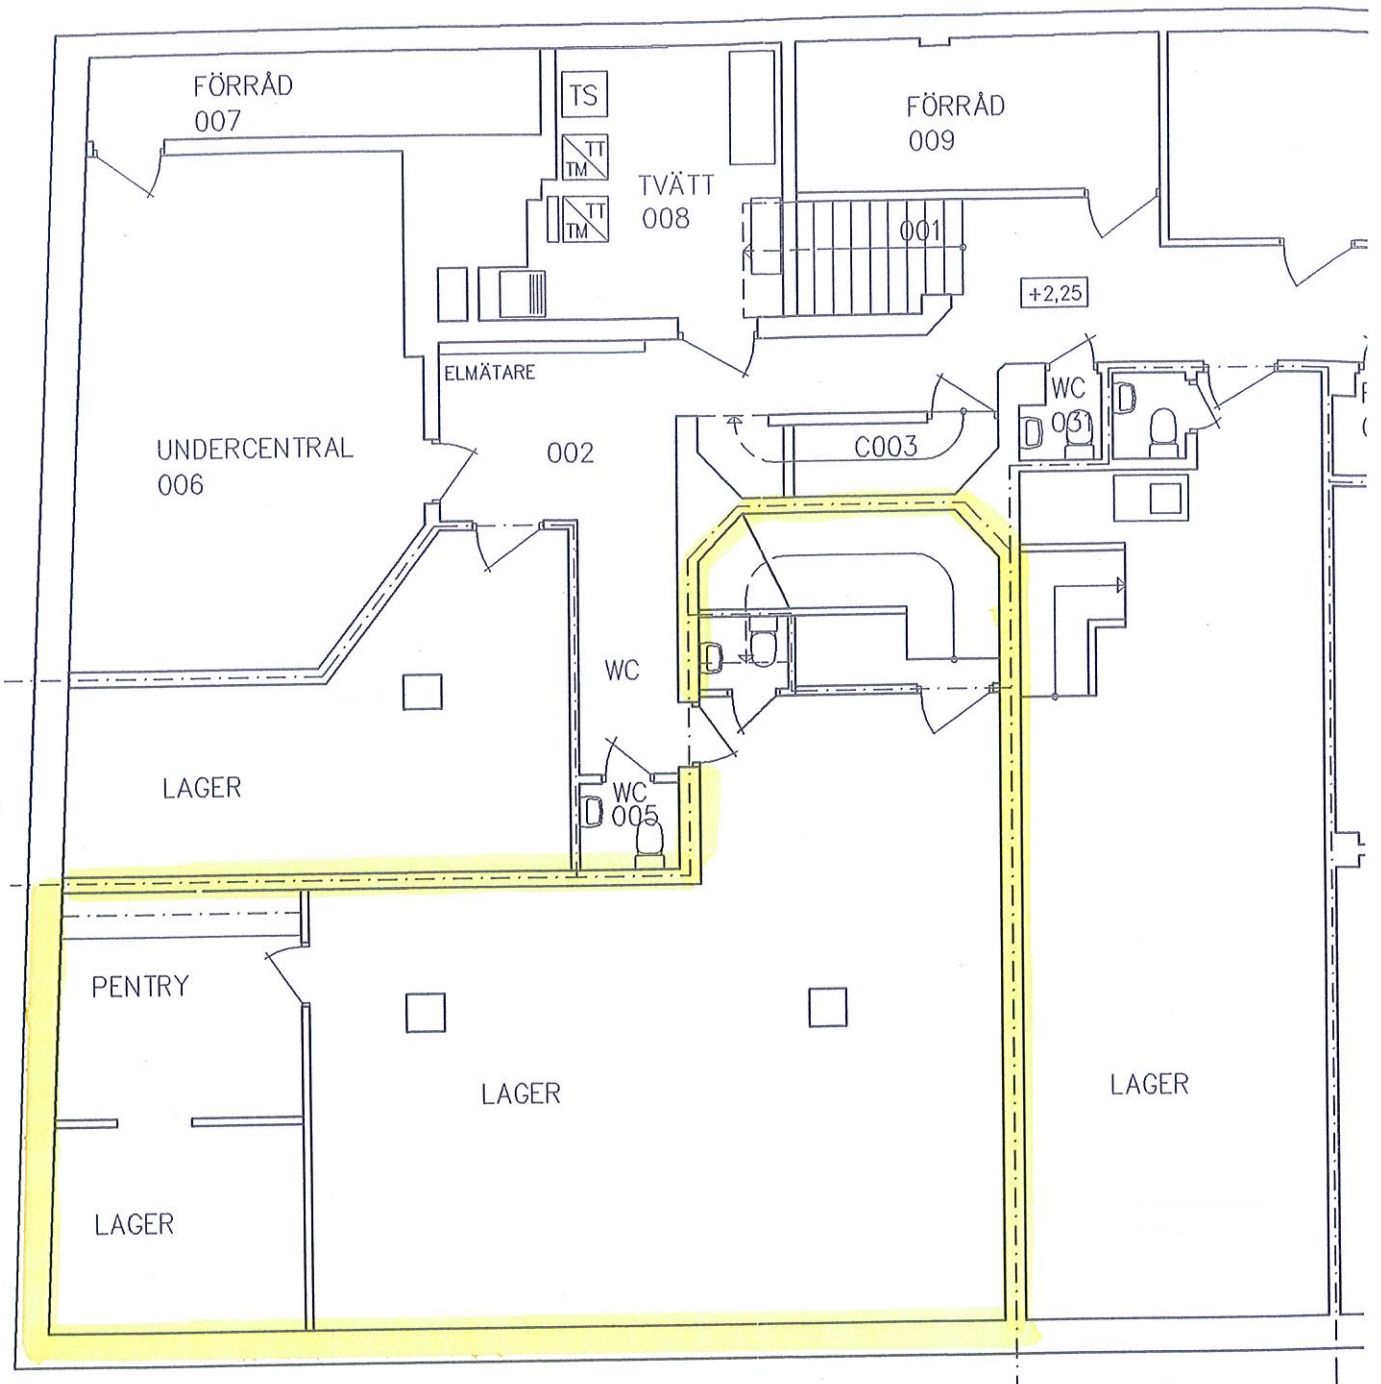 FÖRRÅD
007
TS
TT
TM
TT
TM
TVÄTT
008
FÖRRÅD
009
001
+2,25
ELMÄTARE
WC
031
UNDERCENTRAL
006
002
C003
WC
LAGER
WC
005
PENTRY
LAGER
LAGER
LAGER